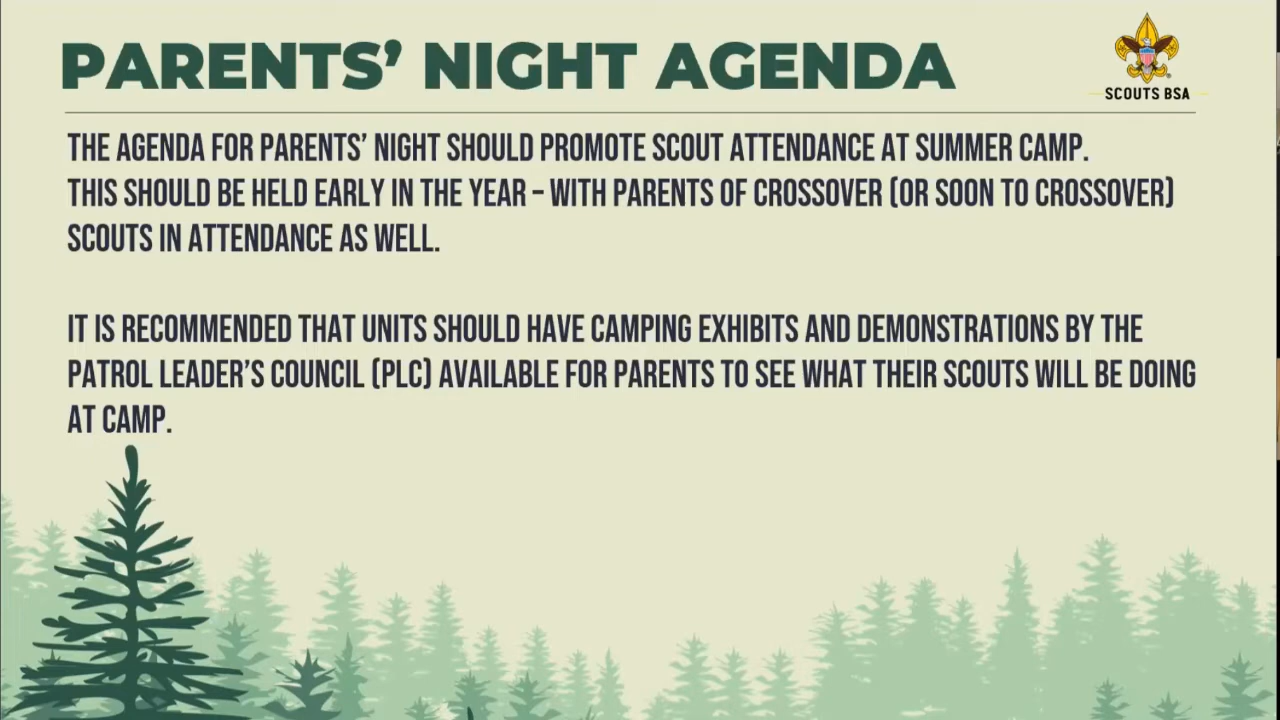 PARENTS’ NIGHT AGENDA
SCOUTS BSA
THE AGENDA FOR PARENTS’ NIGHT SHOULD PROMOTE SCOUT ATTENDANCE AT SUMMER CAMP.
THIS SHOULD BE HELD EARLY IN THE YEAR – WITH PARENTS OF CROSSOVER (OR SOON TO CROSSOVER)
SCOUTS IN ATTENDANCE AS WELL.
IT IS RECOMMENDED THAT UNITS SHOULD HAVE CAMPING EXHIBITS AND DEMONSTRATIONS BY THE
PATROL LEADER’S COUNCIL (PLC) AVAILABLE FOR PARENTS TO SEE WHAT THEIR SCOUTS WILL BE DOING
AT CAMP.